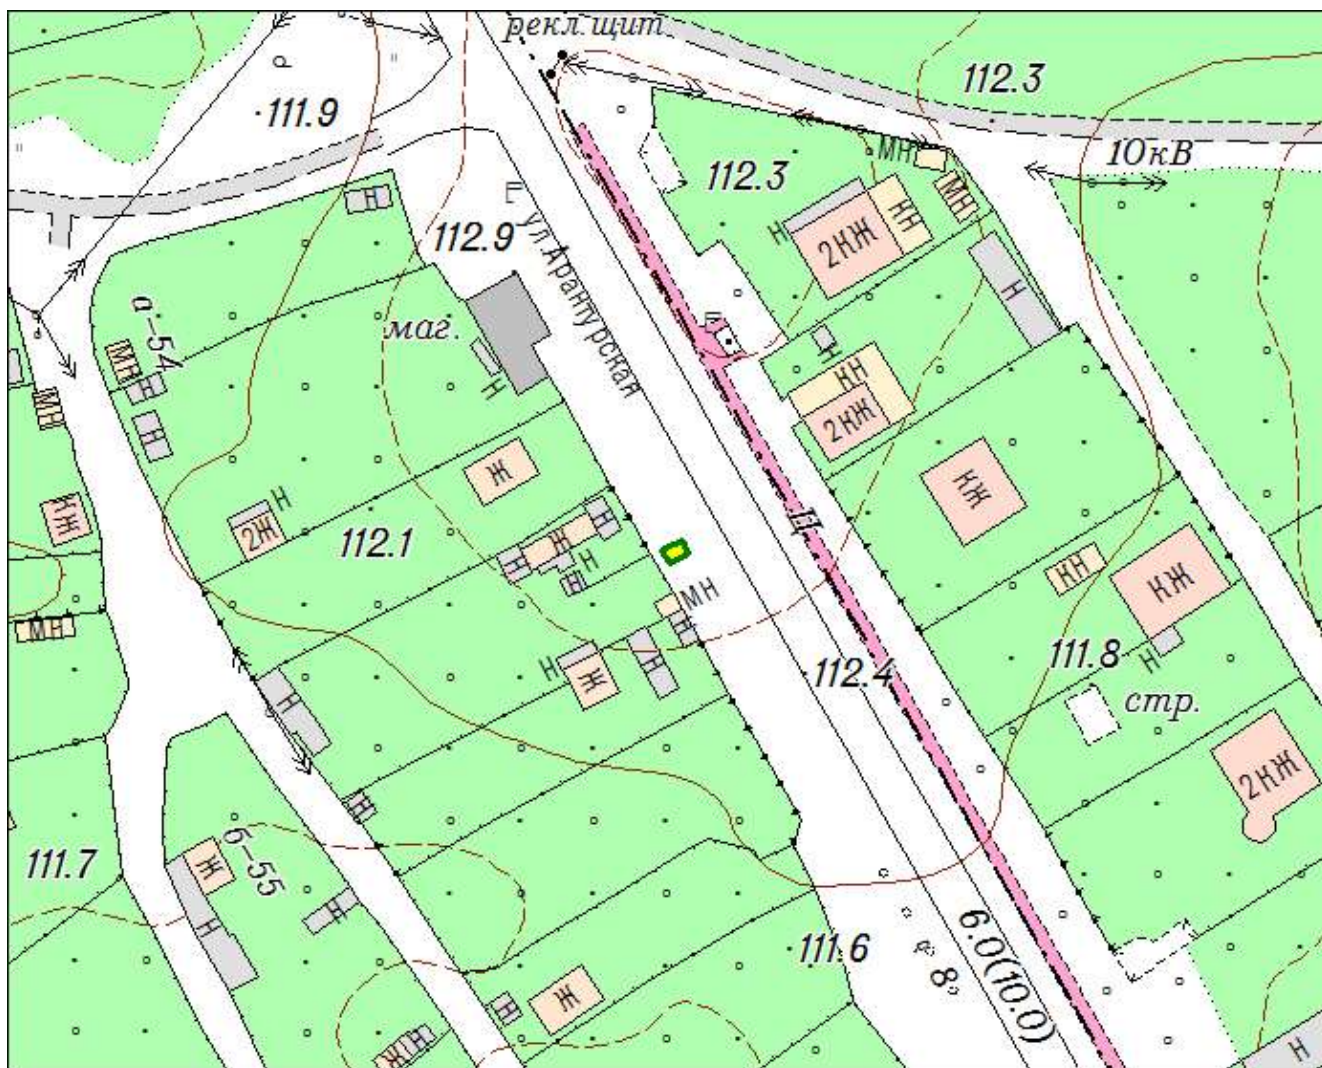 рекл.щит
112.3
Р
111.9
10кВ
МН
112.3
МН
Н
КН
Н
2КЖ
112.9
ул.Арантурская
Н
а-54
маг.
Н
КН
МН
Н
Н
2КЖ
МН
Н
Ж
КЖ
КЖ
Н
Н
Ц
2Ж
112.1
Ж
Н
Н
Н
КН
КЖ
МН
МН
Н
Н
111.8
Н
Н
Ж
112.4
Н
стр.
2КЖ
Н
б-55
111.7
Ж
Н
Н
6.0(10.0)
111.6
ф 8
Ж
Н
Ж
Н
Н